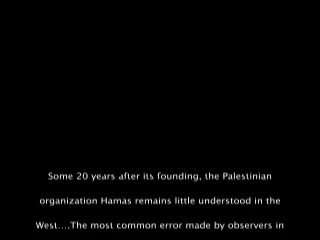 Some 20 years after its founding, the Palestinian
organization Hamas remains little understood in the
West....The most common error made by observers in